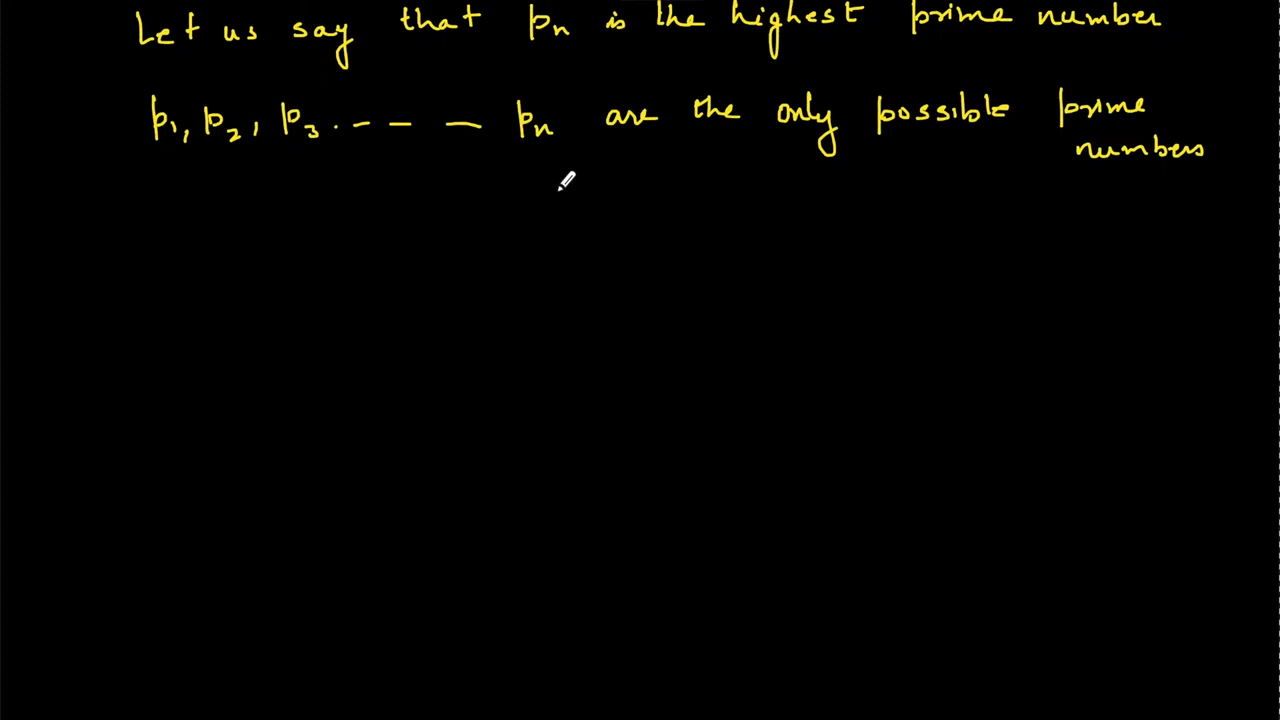 Let us say that pn is the highest prime number
p1, p2, p3 . - - — pn are the only possible prime
numbers